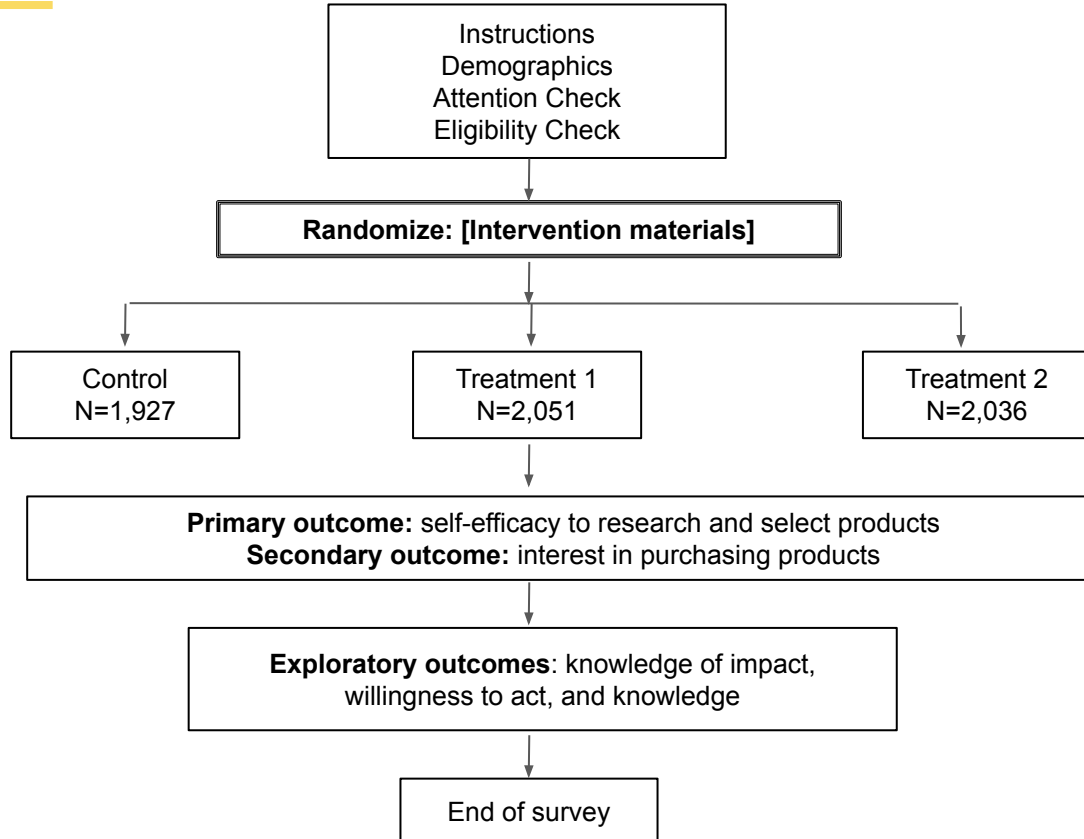 Instructions
Demographics
Attention Check
Eligibility Check
Randomize: [Intervention materials]
Control
N=1,927
Treatment 1
N=2,051
Treatment 2
N=2,036
Primary outcome: self-efficacy to research and select products
Secondary outcome: interest in purchasing products
Exploratory outcomes: knowledge of impact,
willingness to act, and knowledge
End of survey